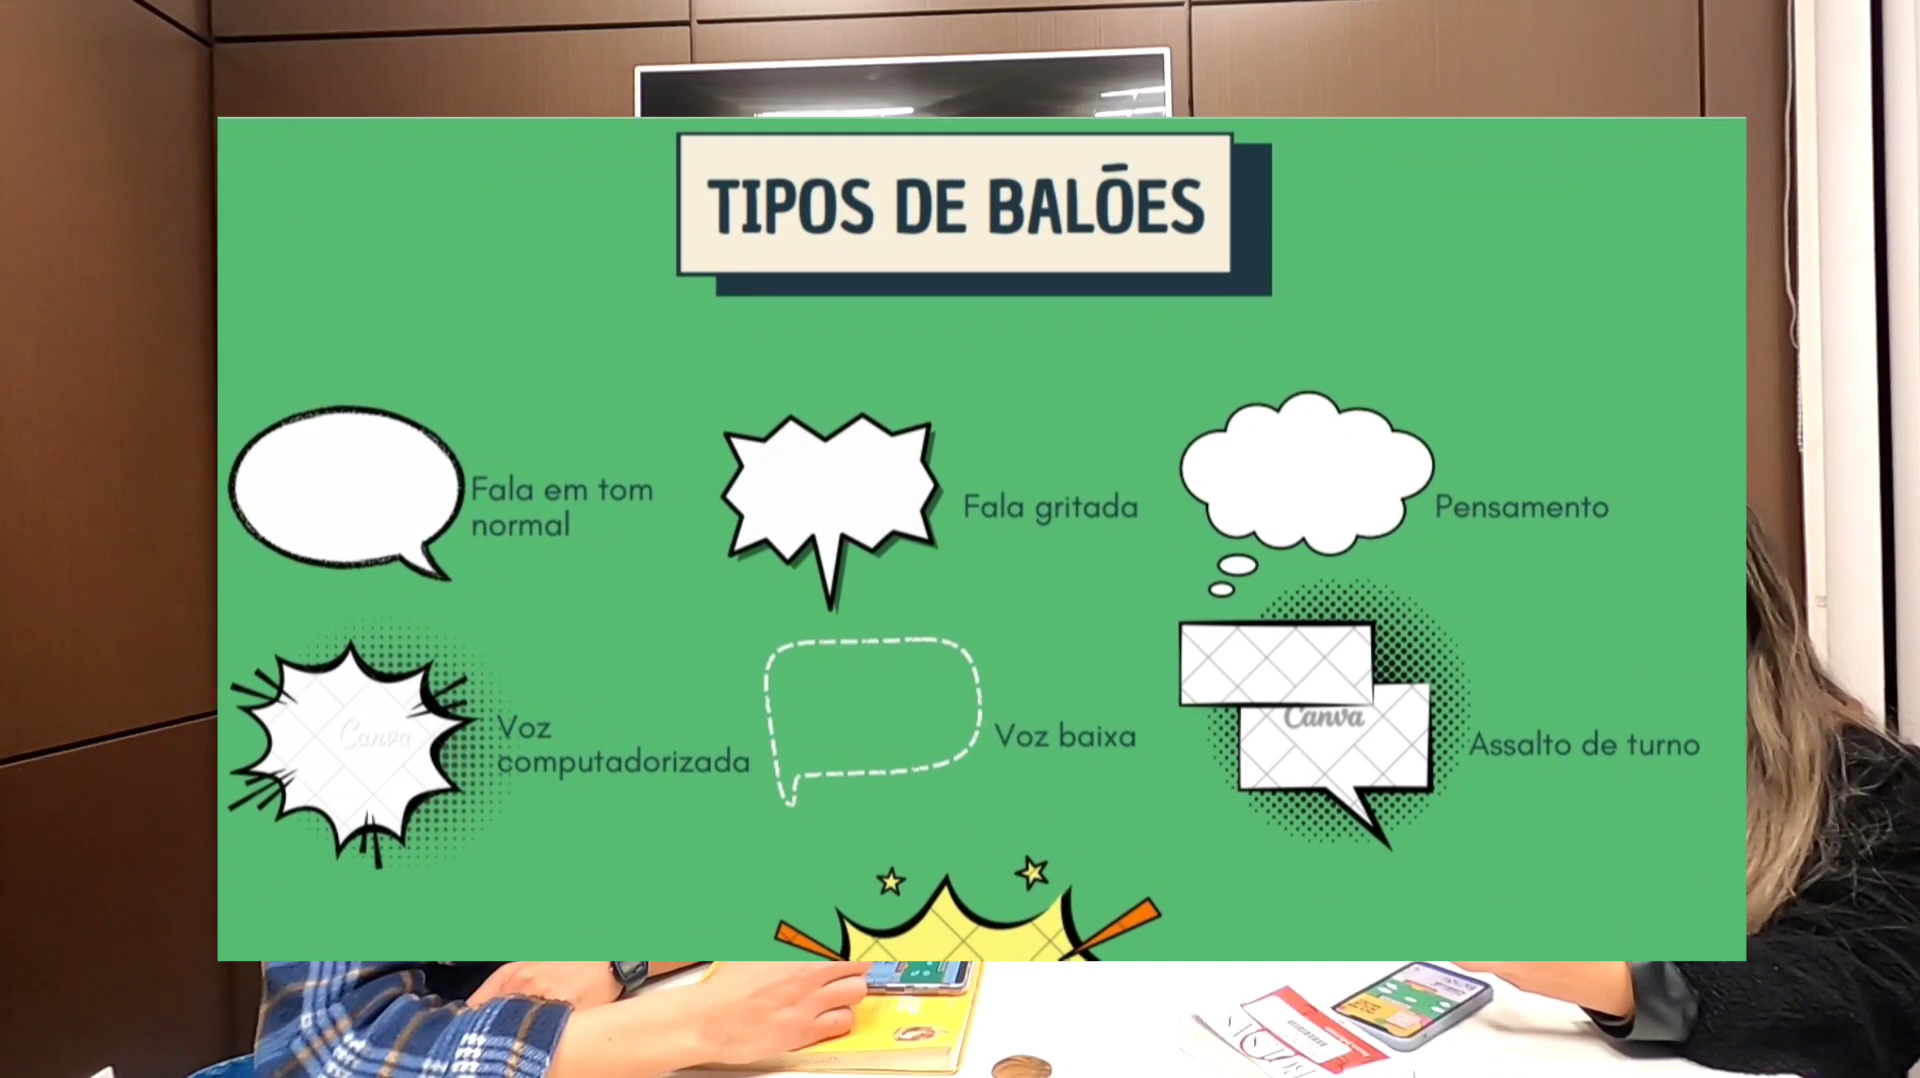 TIPOS DE BALÕES
Fala em tom
normal
Fala gritada
Pensamento
Voz
computadorizada
Voz baixa
Assalto de turno
Canva
Canva